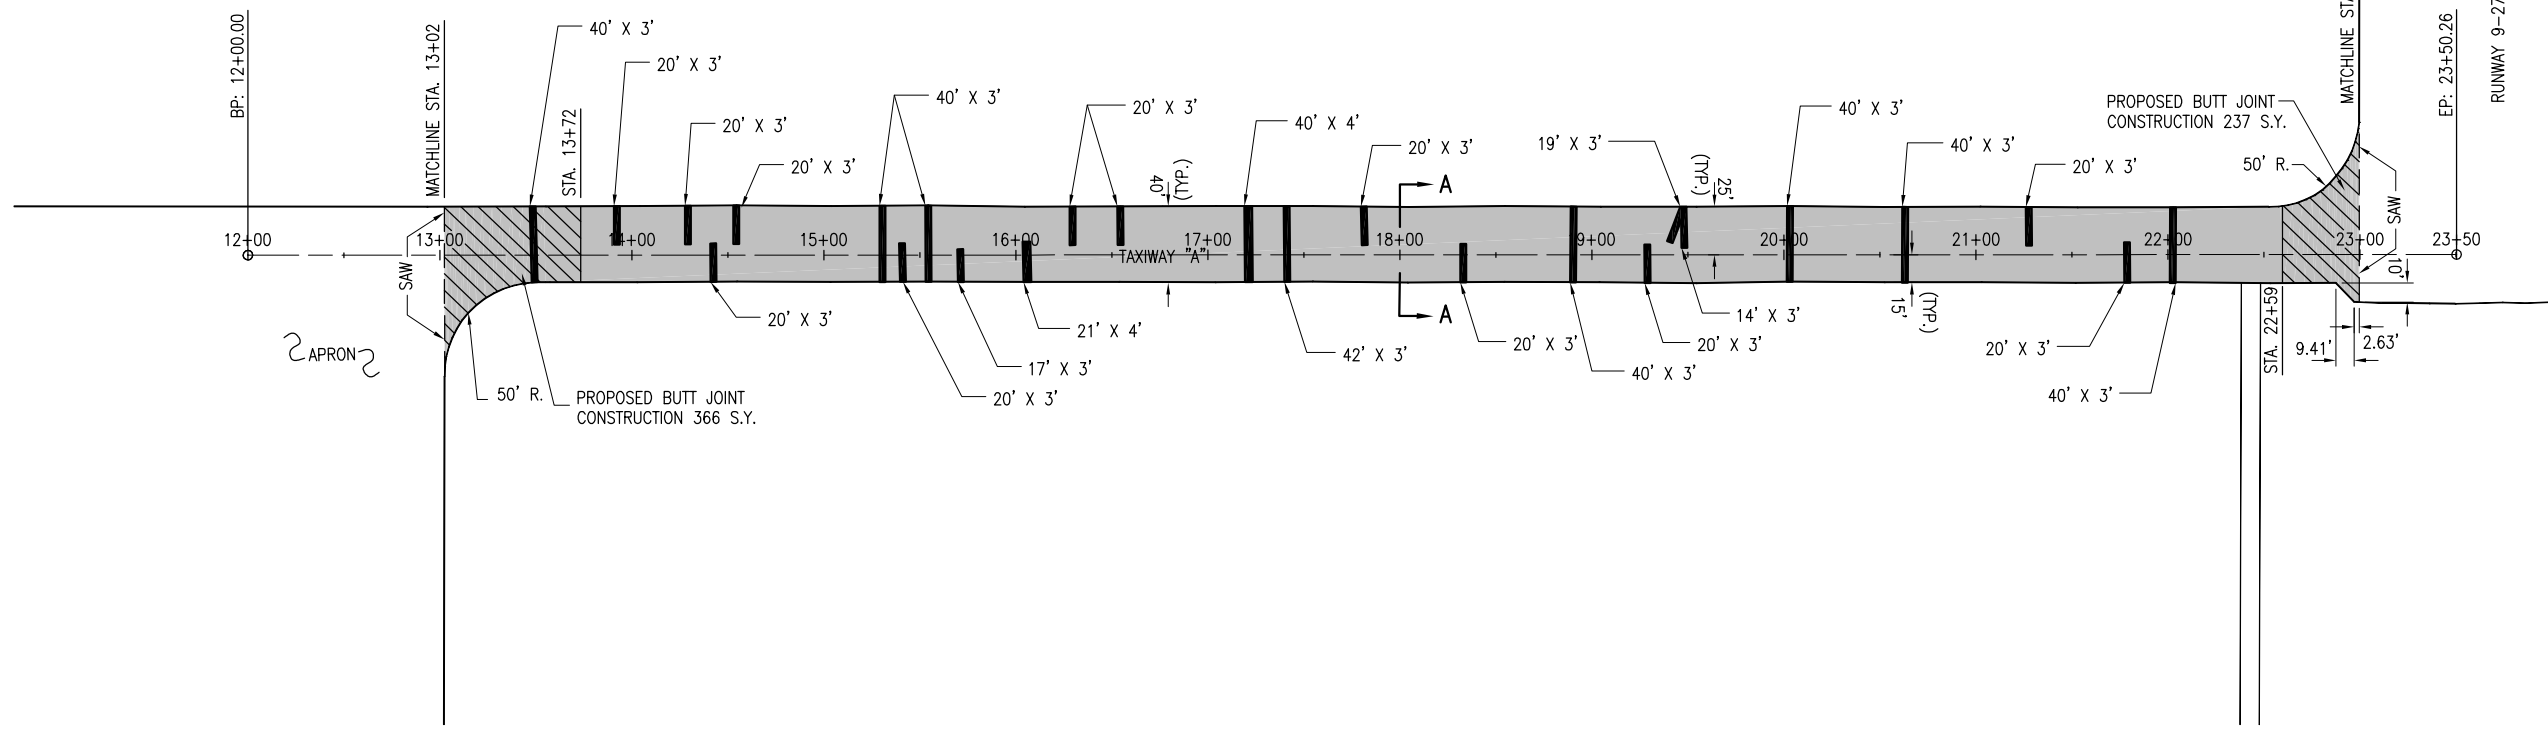 BP: 12+00.00
MATCHLINE STA. 13+02
STA. 13+72
40' X 3'
20' X 3'
20' X 3'
20' X 3'
40' X 3'
20' X 3'
40'
(TYP.)
40' X 4'
20' X 3'
A
19' X 3'
(TYP.)
25'
40' X 3'
40' X 3'
20' X 3'
PROPOSED BUTT JOINT
CONSTRUCTION 237 S.Y.
50' R.
MATCHLINE STA
EP: 23+50.26
RUNWAY 9-27
SAW
12+00
13+00
14+00
15+00
16+00
17+00
18+00
19+00
20+00
21+00
22+00
23+00
23+50
TAXIWAY "A"
SAW
APRON
50' R.
PROPOSED BUTT JOINT
CONSTRUCTION 366 S.Y.
20' X 3'
20' X 3'
17' X 3'
21' X 4'
42' X 3'
A
20' X 3'
40' X 3'
20' X 3'
14' X 3'
15'
(TYP.)
20' X 3'
40' X 3'
STA. 22+59
9.41'
2.63'
10'